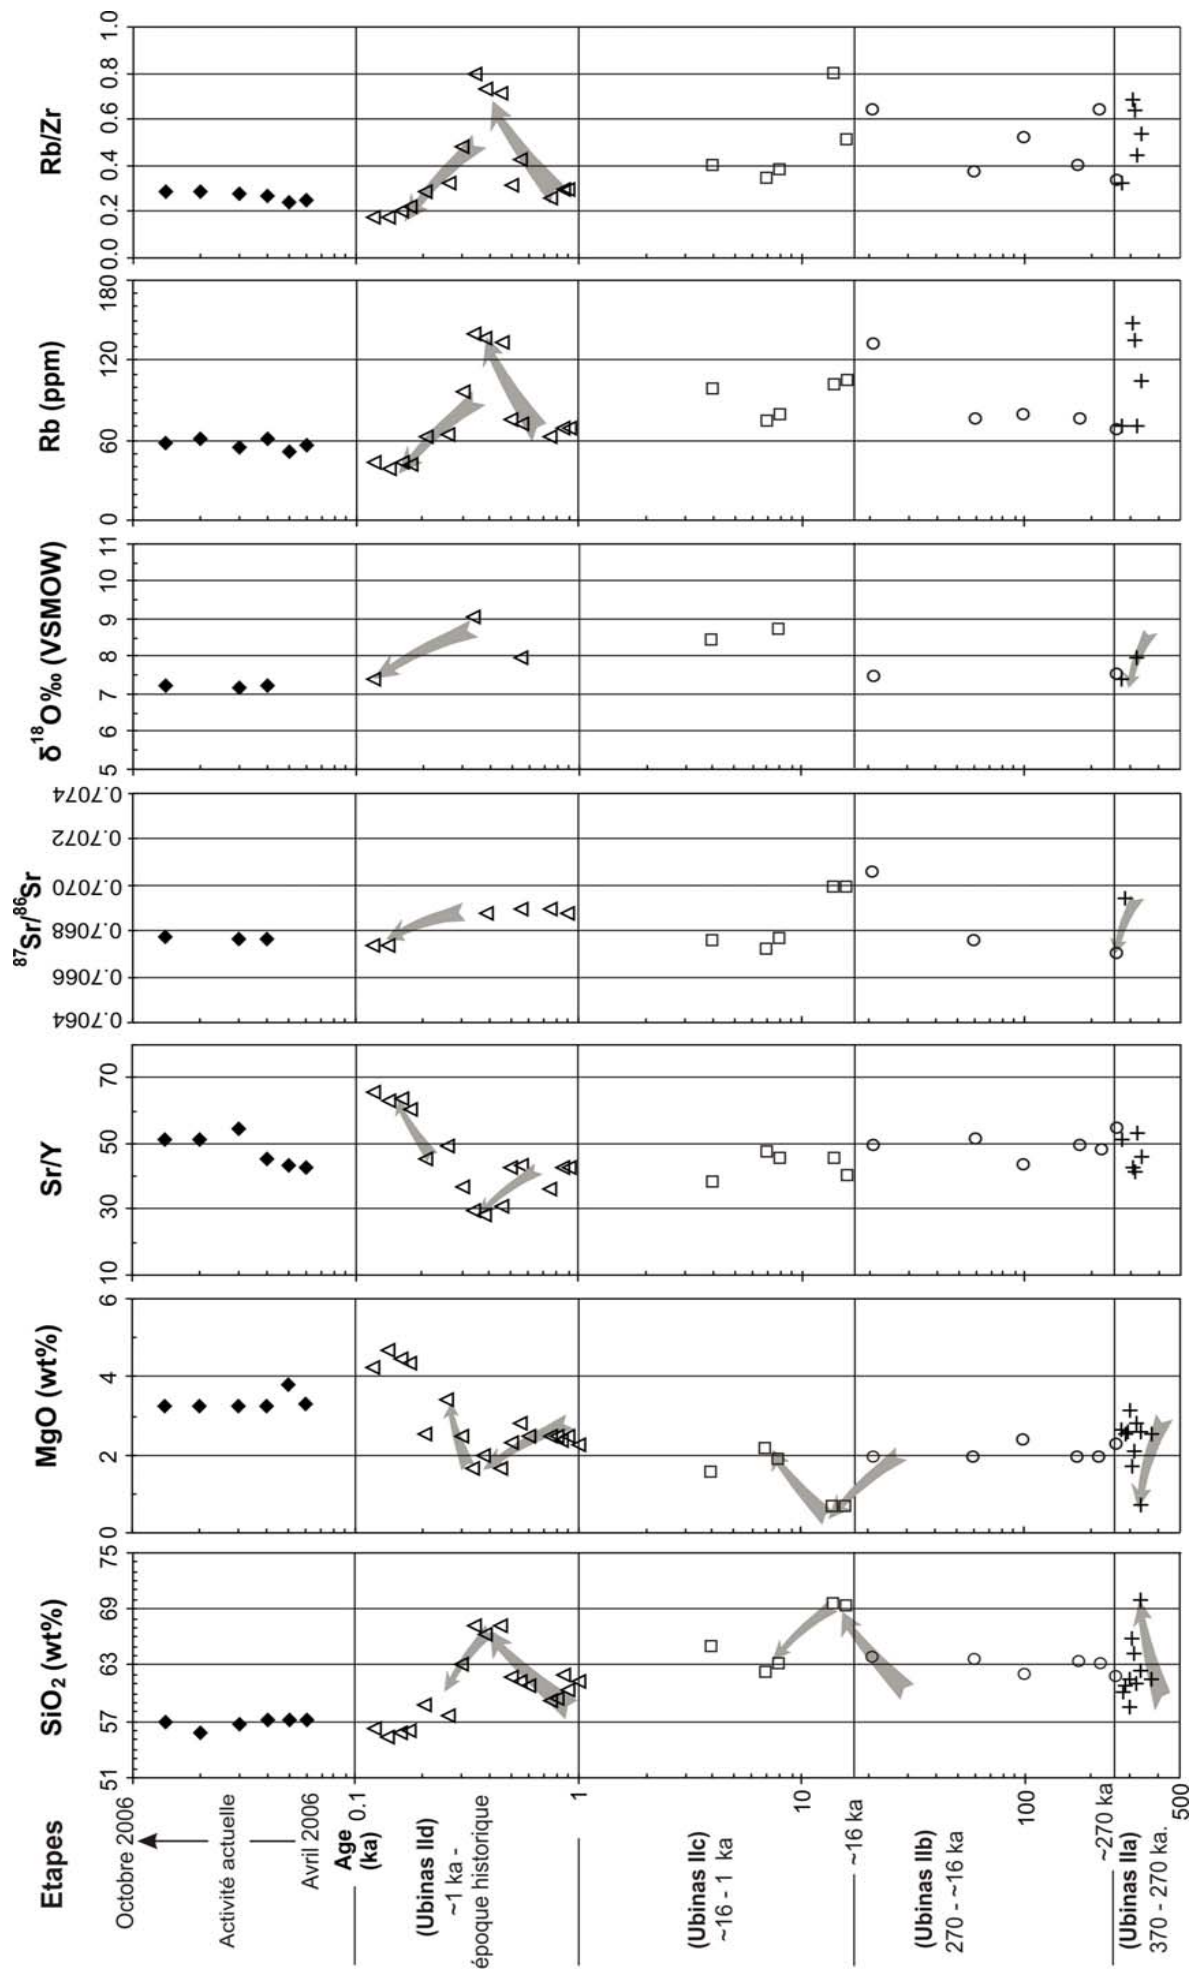 Etapes
SiO2 (wt%)
MgO (wt%)
Sr/Y
87Sr/86Sr
δ18O‰ (VSMOW)
Rb (ppm)
Rb/Zr
51 57 63 69 75
0 2 4 6
10 30 50 70
0.7064 0.7066 0.7068 0.7070 0.7072 0.7074
5 6 7 8 9 10 11
0 60 120 180
0.0 0.2 0.4 0.6 0.8 1.0
Octobre 2006
Activité actuelle
Avril 2006
Age
(ka)
0.1
(Ubinas IId)
~1 ka -
époque historique
1
(Ubinas IIc)
~16 - 1 ka
10
~16 ka
(Ubinas IIb)
270 - ~16 ka
100
~270 ka
(Ubinas IIa)
370 - 270 ka.
500